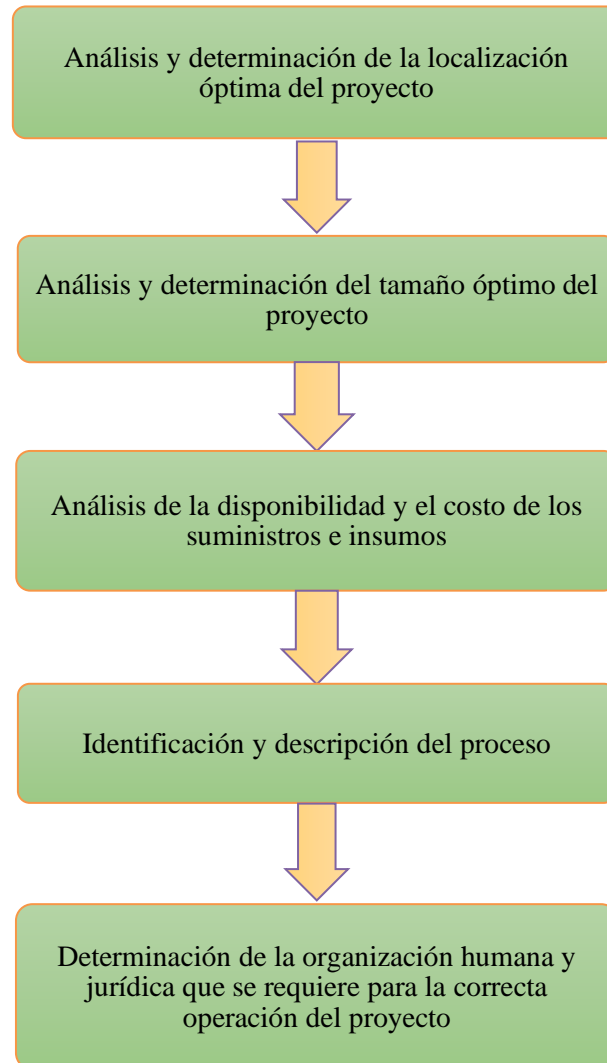 Análisis y determinación de la localización
óptima del proyecto
Análisis y determinación del tamaño óptimo del
proyecto
Análisis de la disponibilidad y el costo de los
suministros e insumos
Identificación y descripción del proceso
Determinación de la organización humana y
jurídica que se requiere para la correcta
operación del proyecto